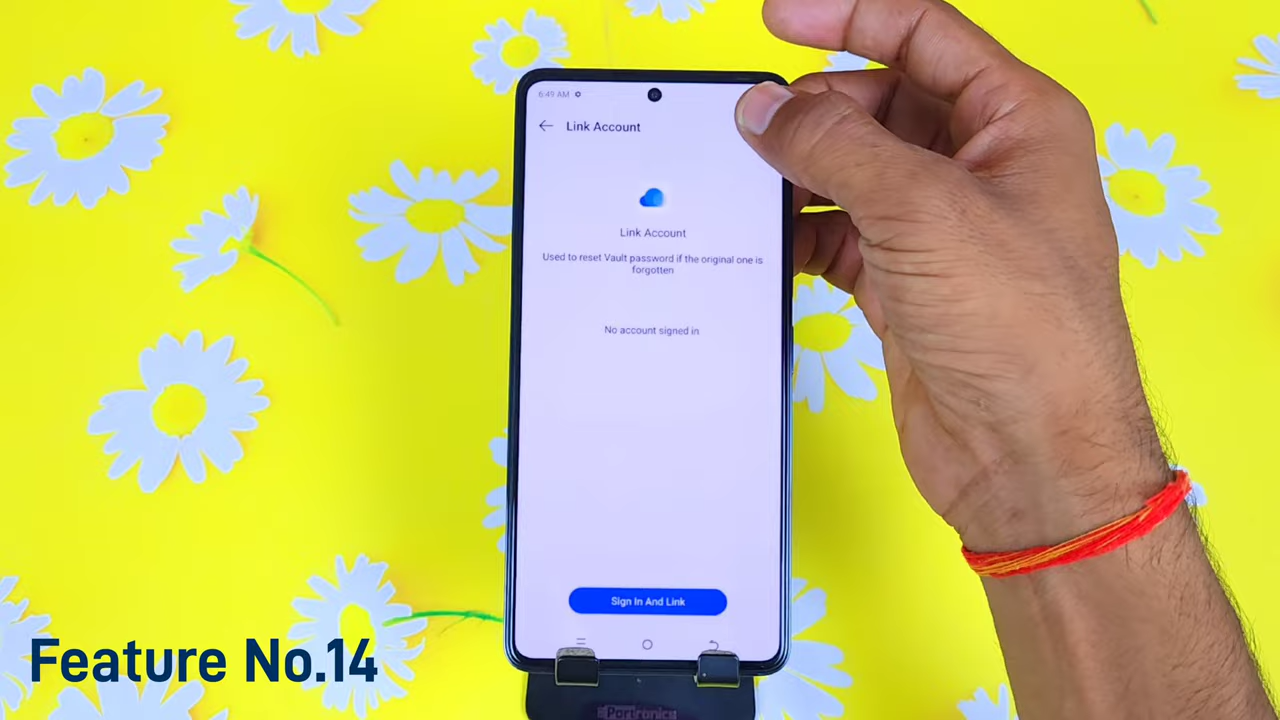 6:49 AM
Link Account
Link Account
Used to reset Vault password if the original one is
forgotten
No account signed in
Sign In And Link
Feature No.14
Portronics